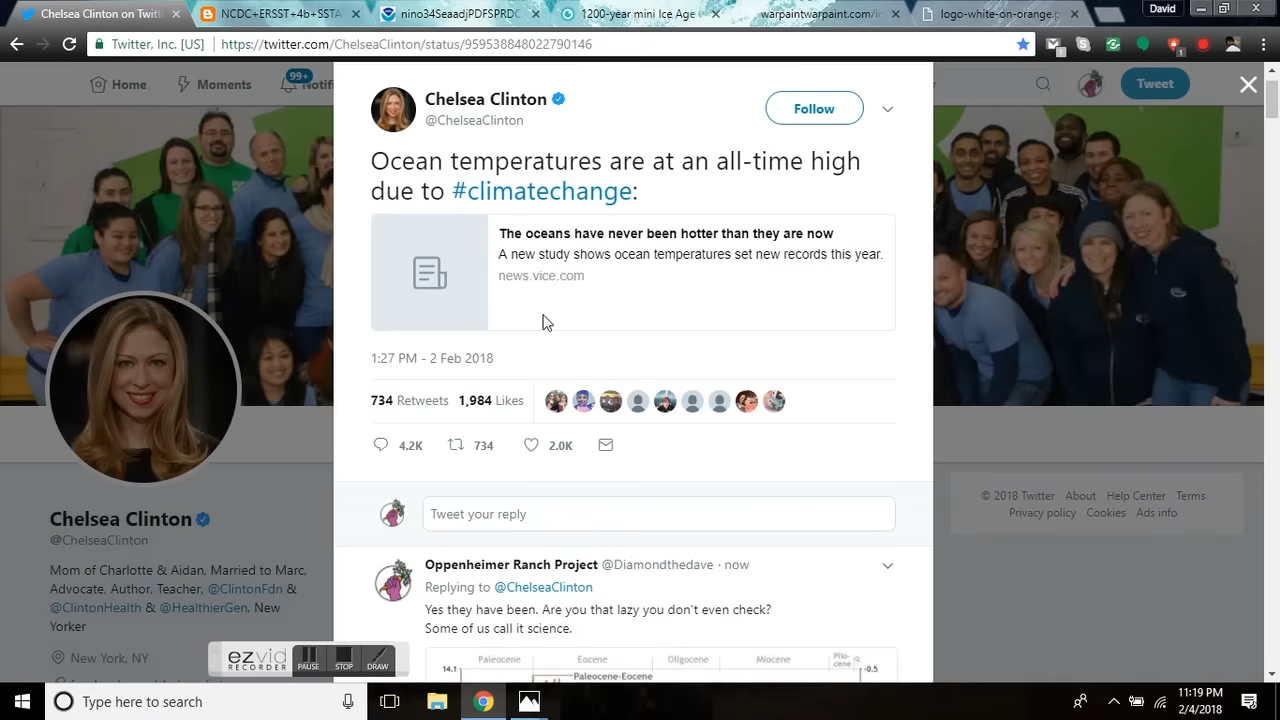 Chelsea Clinton on Twitt
NCDC+ERSST+4b+SSTA
nino34SeaadjPDFSPRDC
1200-year mini Ice Age
warpaintwarpaint.com/in
logo-white-on-orange.p
David
Twitter, Inc. [US]
https://twitter.com/ChelseaClinton/status/959538848022790146
Home
Moments
99+
Notifi
Tweet
Chelsea Clinton
@ChelseaClinton
Follow
Ocean temperatures are at an all-time high
due to #climatechange:
The oceans have never been hotter than they are now
A new study shows ocean temperatures set new records this year.
news.vice.com
1:27 PM - 2 Feb 2018
734 Retweets 1,984 Likes
4.2K
734
2.0K
Tweet your reply
Oppenheimer Ranch Project @Diamondthedave · now
Replying to @ChelseaClinton
Yes they have been. Are you that lazy you don't even check?
Some of us call it science.
Paleocene Eocene Oligocene Miocene Plio-
cene
14.1
Paleocene-Eocene
-0.5
Chelsea Clinton
@ChelseaClinton
Mom of Charlotte & Aidan, Married to Marc,
Advocate, Author, Teacher, @ClintonFdn &
@ClintonHealth & @HealthierGen, New
Yorker
New York, NY
© 2018 Twitter About Help Center Terms
Privacy policy Cookies Ads info
ezvid
RECORDER
PAUSE
STOP
DRAW
Type here to search
11:19 PM
2/4/2018